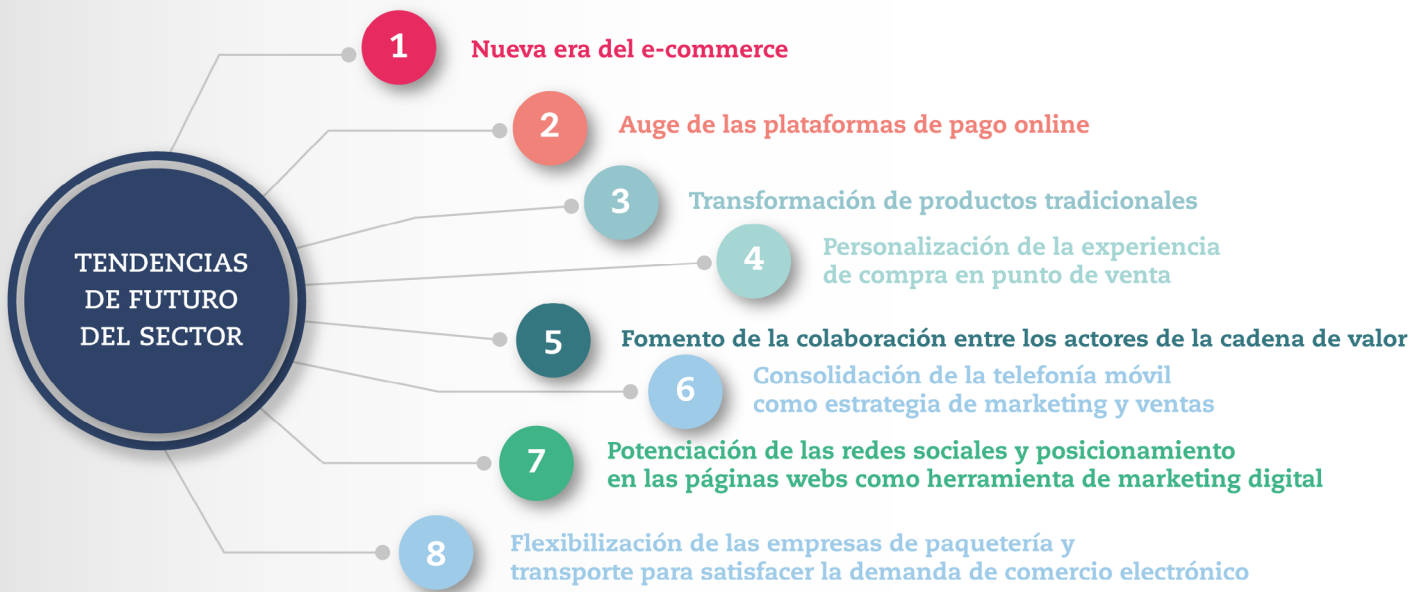 TENDENCIAS
DE FUTURO
DEL SECTOR
1
Nueva era del e-commerce
2
Auge de las plataformas de pago online
3
Transformación de productos tradicionales
4
Personalización de la experiencia
de compra en punto de venta
5
Fomento de la colaboración entre los actores de la cadena de valor
6
Consolidación de la telefonía móvil
como estrategia de marketing y ventas
7
Potenciación de las redes sociales y posicionamiento
en las páginas webs como herramienta de marketing digital
8
Flexibilización de las empresas de paquetería y
transporte para satisfacer la demanda de comercio electrónico